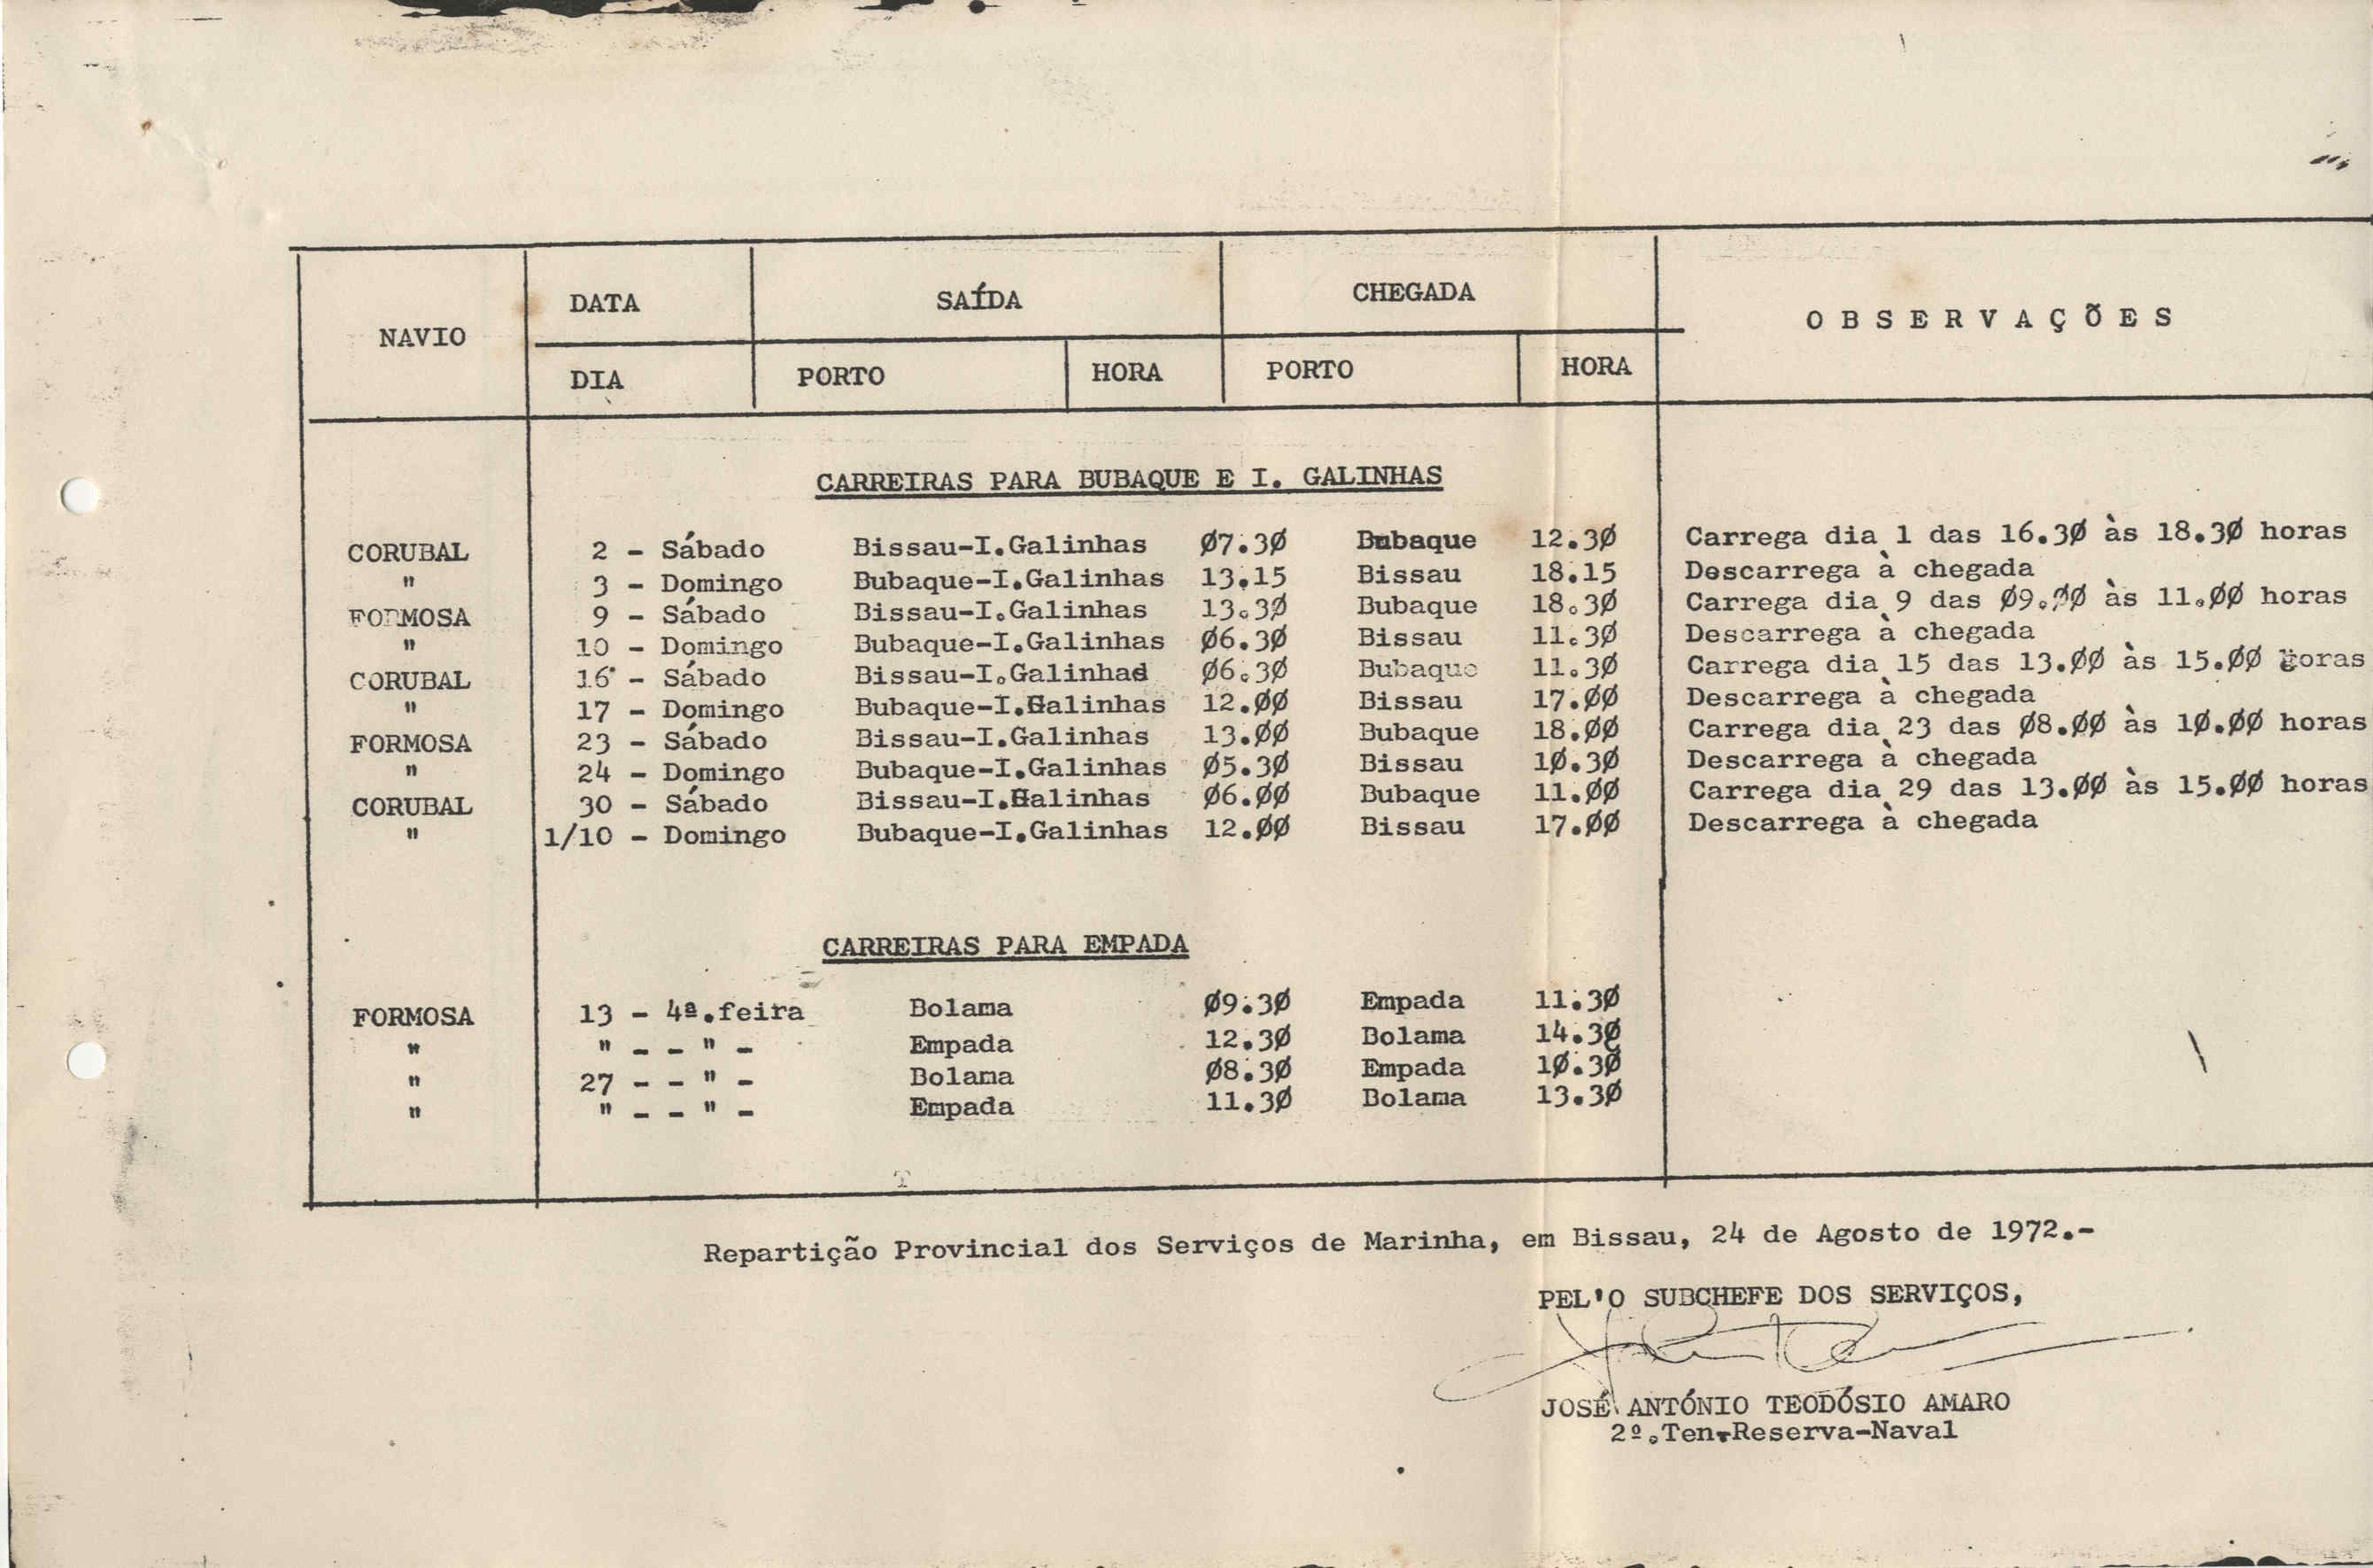 NAVIO DATA SAÍDA CHEGADA O B S E R V A Ç Õ E S
DIA PORTO HORA PORTO HORA
CARREIRAS PARA BUBAQUE E I. GALINHAS
CORUBAL 2 - Sábado Bissau-I.Galinhas Ø7.3Ø Bubaque 12.3Ø Carrega dia 1 das 16.3Ø às 18.3Ø horas
" 3 - Domingo Bubaque-I.Galinhas 13.15 Bissau 18.15 Descarrega à chegada
FORMOSA 9 - Sábado Bissau-I.Galinhas 13.3Ø Bubaque 18.3Ø Carrega dia 9 das Ø9.ØØ às 11.ØØ horas
" 10 - Domingo Bubaque-I.Galinhas Ø6.3Ø Bissau 11.3Ø Descarrega à chegada
CORUBAL 16 - Sábado Bissau-I.Galinhas Ø6.3Ø Bubaque 11.3Ø Carrega dia 15 das 13.ØØ às 15.ØØ horas
" 17 - Domingo Bubaque-I.Galinhas 12.ØØ Bissau 17.ØØ Descarrega à chegada
FORMOSA 23 - Sábado Bissau-I.Galinhas 13.ØØ Bubaque 18.ØØ Carrega dia 23 das Ø8.ØØ às 1Ø.ØØ horas
" 24 - Domingo Bubaque-I.Galinhas Ø5.3Ø Bissau 1Ø.3Ø Descarrega à chegada
CORUBAL 30 - Sábado Bissau-I.Galinhas Ø6.ØØ Bubaque 11.ØØ Carrega dia 29 das 13.ØØ às 15.ØØ horas
" 1/10 - Domingo Bubaque-I.Galinhas 12.ØØ Bissau 17.ØØ Descarrega à chegada
CARREIRAS PARA EMPADA
FORMOSA 13 - 4ª.feira Bolama Ø9.3Ø Empada 11.3Ø
" " - - " - Empada 12.3Ø Bolama 14.3Ø
" 27 - - " - Bolama Ø8.3Ø Empada 1Ø.3Ø
" " - - " - Empada 11.3Ø Bolama 13.3Ø
Repartição Provincial dos Serviços de Marinha, em Bissau, 24 de Agosto de 1972.-
PEL'O SUBCHEFE DOS SERVIÇOS,
JOSÉ ANTÓNIO TEODÓSIO AMARO
2º.Ten-Reserva-Naval